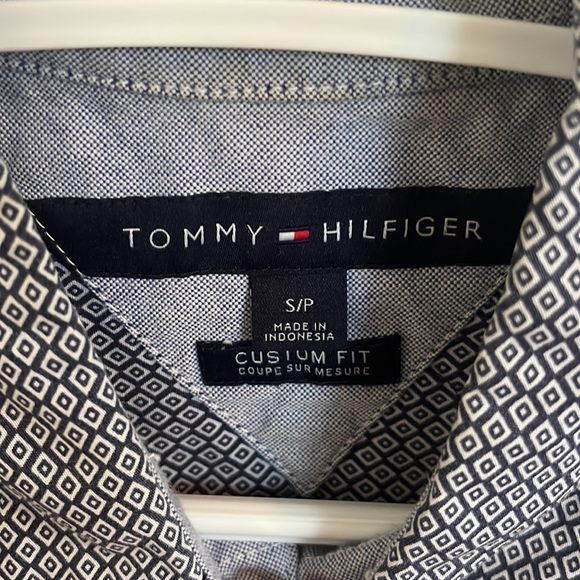 TOMMY HILFIGER
S/P
MADE IN
INDONESIA
CUSTOM FIT
COUPE SUR MESURE